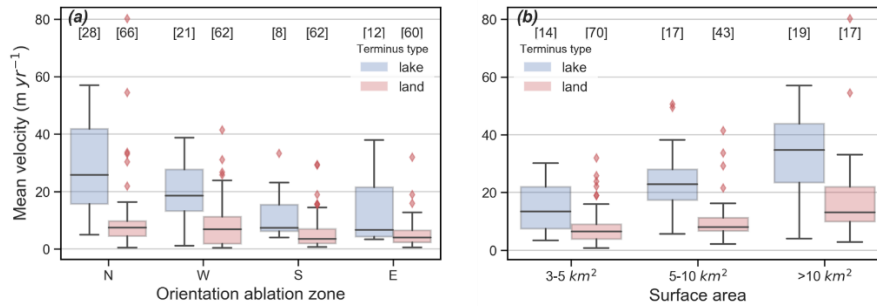 (a)
[28] [66] [21] [62] [8] [62] [12] [60]
Terminus type
lake
land
Mean velocity (m yr⁻¹)
80
60
40
20
0
N W S E
Orientation ablation zone
(b)
[14] [70] [17] [43] [19] [17]
Terminus type
lake
land
80
60
40
20
0
3-5 km² 5-10 km² >10 km²
Surface area